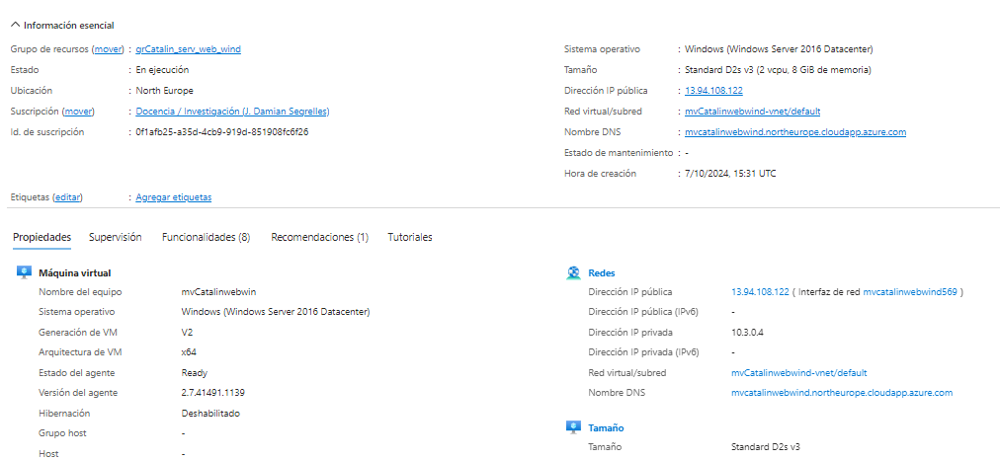 Información esencial
Grupo de recursos (mover) : grCatalin_serv_web_wind
Estado : En ejecución
Ubicación : North Europe
Suscripción (mover) : Docencia / Investigación (J. Damian Segrelles)
Id. de suscripción : 0f1afb25-a35d-4cb9-919d-851908fc6f26
Sistema operativo : Windows (Windows Server 2016 Datacenter)
Tamaño : Standard D2s v3 (2 vcpu, 8 GiB de memoria)
Dirección IP pública : 13.94.108.122
Red virtual/subred : mvCatalinwebwind-vnet/default
Nombre DNS : mvcatalinwebwind.northeurope.cloudapp.azure.com
Estado de mantenimiento : -
Hora de creación : 7/10/2024, 15:31 UTC
Etiquetas (editar) : Agregar etiquetas
Propiedades Supervisión Funcionalidades (8) Recomendaciones (1) Tutoriales
Máquina virtual
Nombre del equipo mvCatalinwebwin
Sistema operativo Windows (Windows Server 2016 Datacenter)
Generación de VM V2
Arquitectura de VM x64
Estado del agente Ready
Versión del agente 2.7.41491.1139
Hibernación Deshabilitado
Grupo host -
Host -
Redes
Dirección IP pública 13.94.108.122 ( Interfaz de red mvcatalinwebwind569 )
Dirección IP pública (IPv6) -
Dirección IP privada 10.3.0.4
Dirección IP privada (IPv6) -
Red virtual/subred mvCatalinwebwind-vnet/default
Nombre DNS mvcatalinwebwind.northeurope.cloudapp.azure.com
Tamaño
Tamaño Standard D2s v3